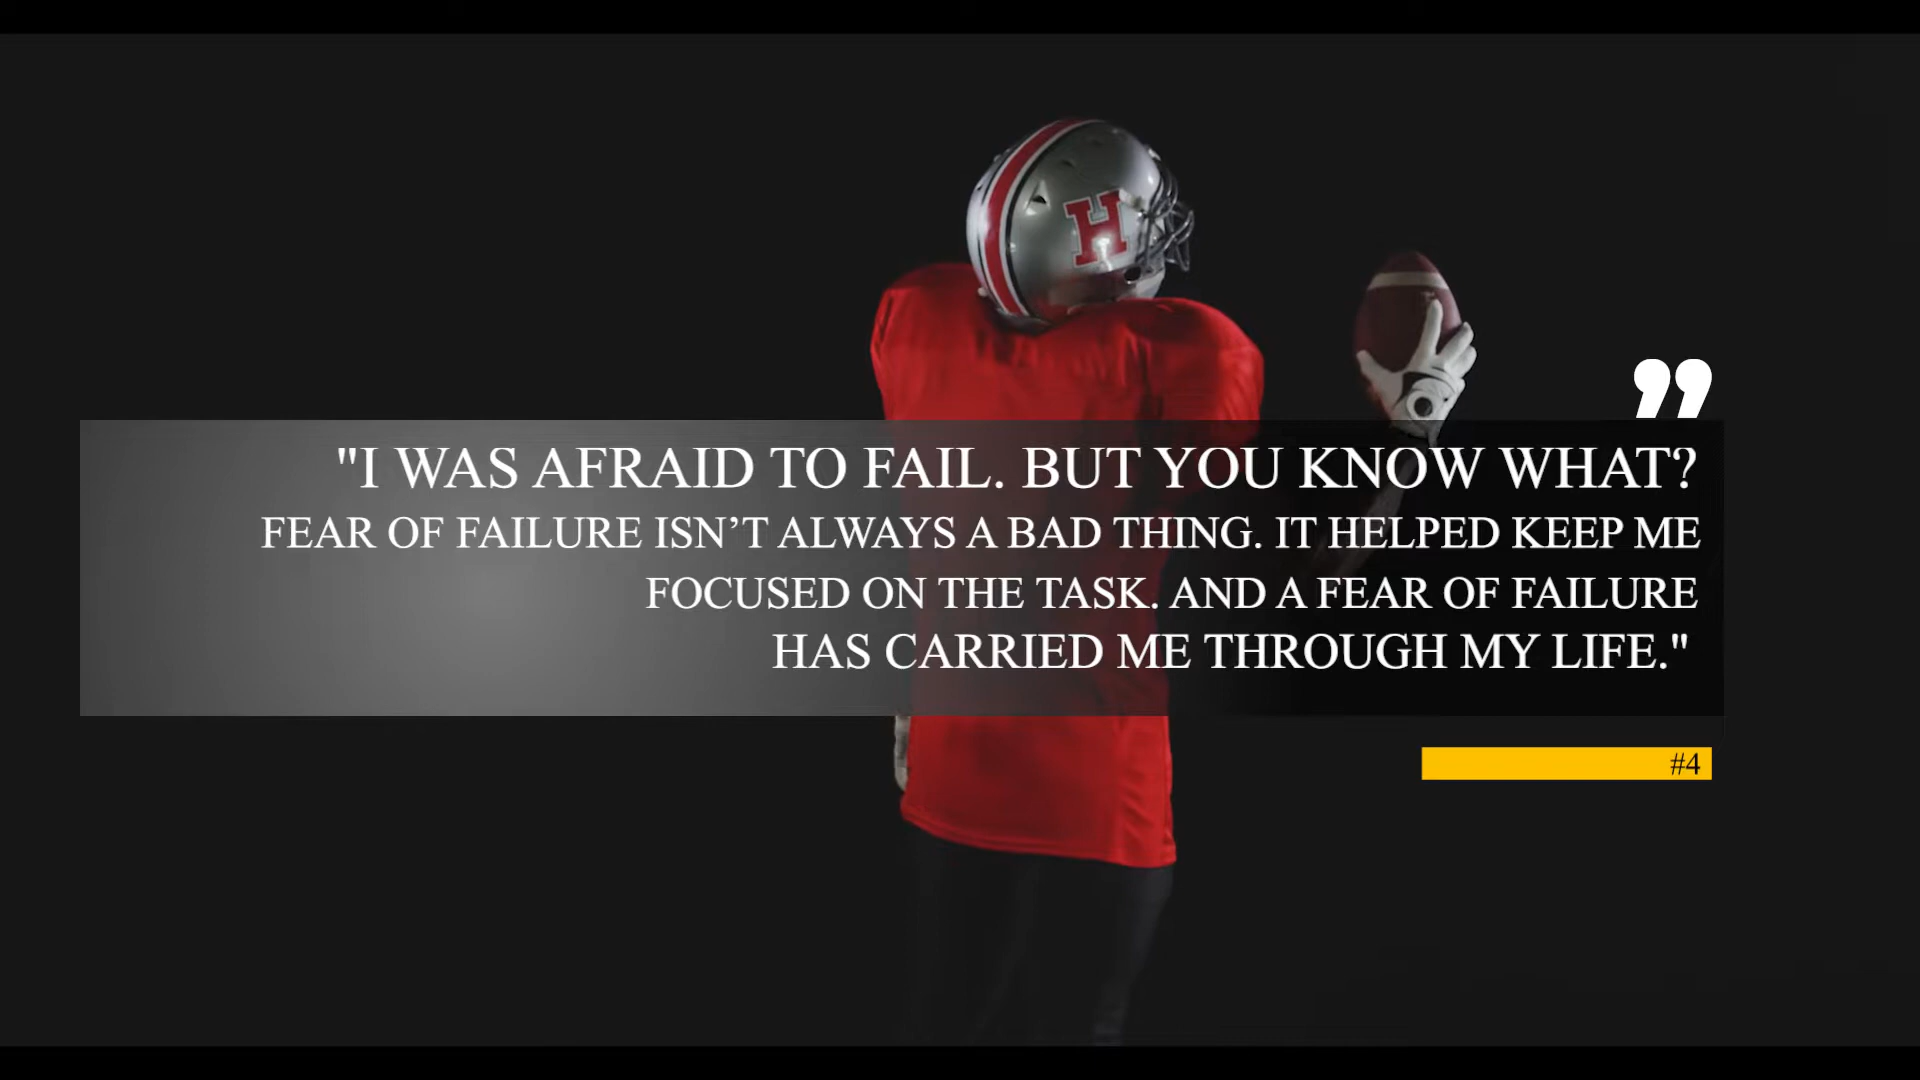 H
”
"I WAS AFRAID TO FAIL. BUT YOU KNOW WHAT?
FEAR OF FAILURE ISN’T ALWAYS A BAD THING. IT HELPED KEEP ME
FOCUSED ON THE TASK. AND A FEAR OF FAILURE
HAS CARRIED ME THROUGH MY LIFE."
#4